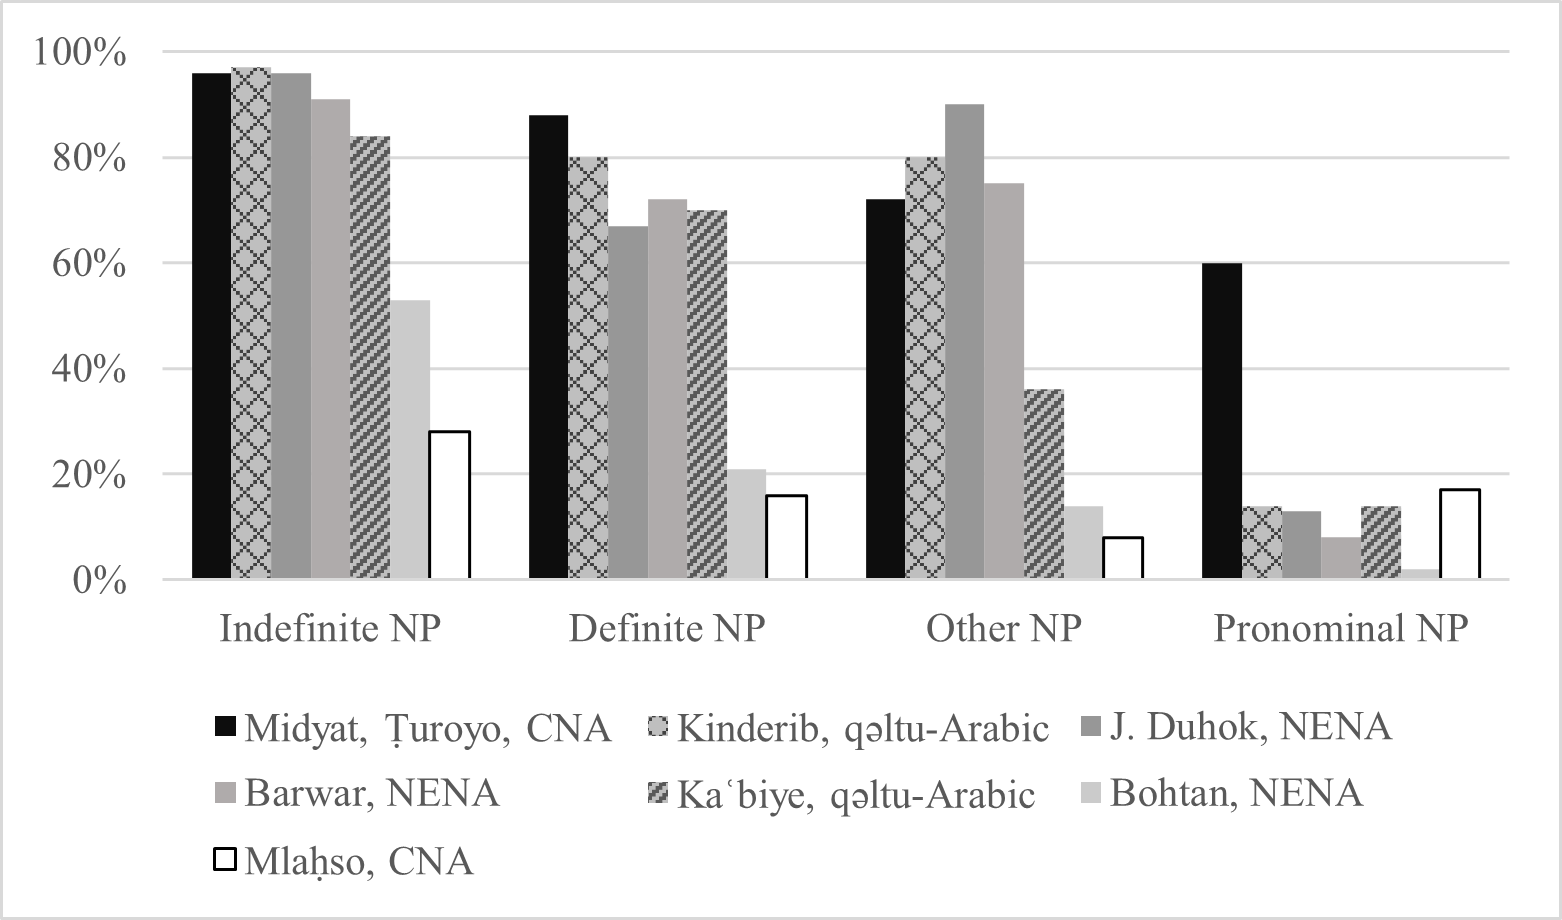 100%
80%
60%
40%
20%
0%
Indefinite NP Definite NP Other NP Pronominal NP
Midyat, Ṭuroyo, CNA Kinderib, qəltu-Arabic J. Duhok, NENA
Barwar, NENA Kaʿbiye, qəltu-Arabic Bohtan, NENA
Mlaḥso, CNA